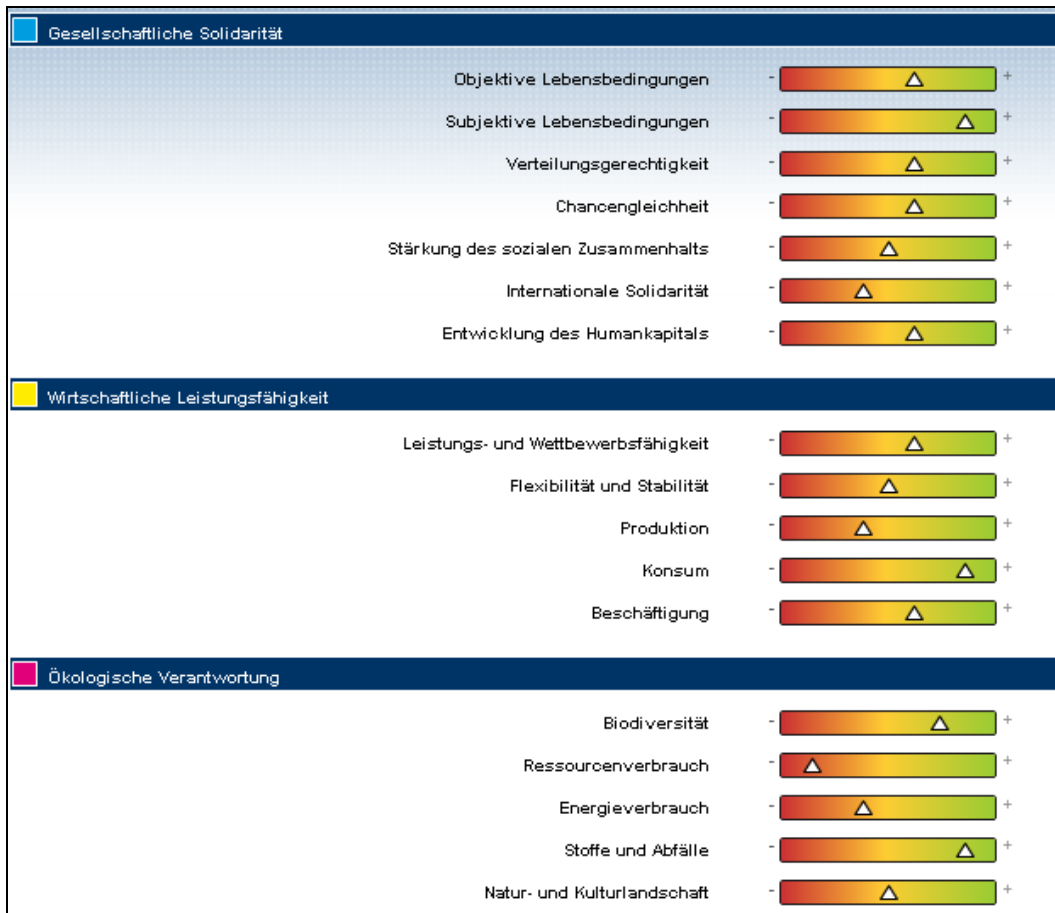 Gesellschaftliche Solidarität
Objektive Lebensbedingungen - +
Subjektive Lebensbedingungen - +
Verteilungsgerechtigkeit - +
Chancengleichheit - +
Stärkung des sozialen Zusammenhalts - +
Internationale Solidarität - +
Entwicklung des Humankapitals - +
Wirtschaftliche Leistungsfähigkeit
Leistungs- und Wettbewerbsfähigkeit - +
Flexibilität und Stabilität - +
Produktion - +
Konsum - +
Beschäftigung - +
Ökologische Verantwortung
Biodiversität - +
Ressourcenverbrauch - +
Energieverbrauch - +
Stoffe und Abfälle - +
Natur- und Kulturlandschaft - +